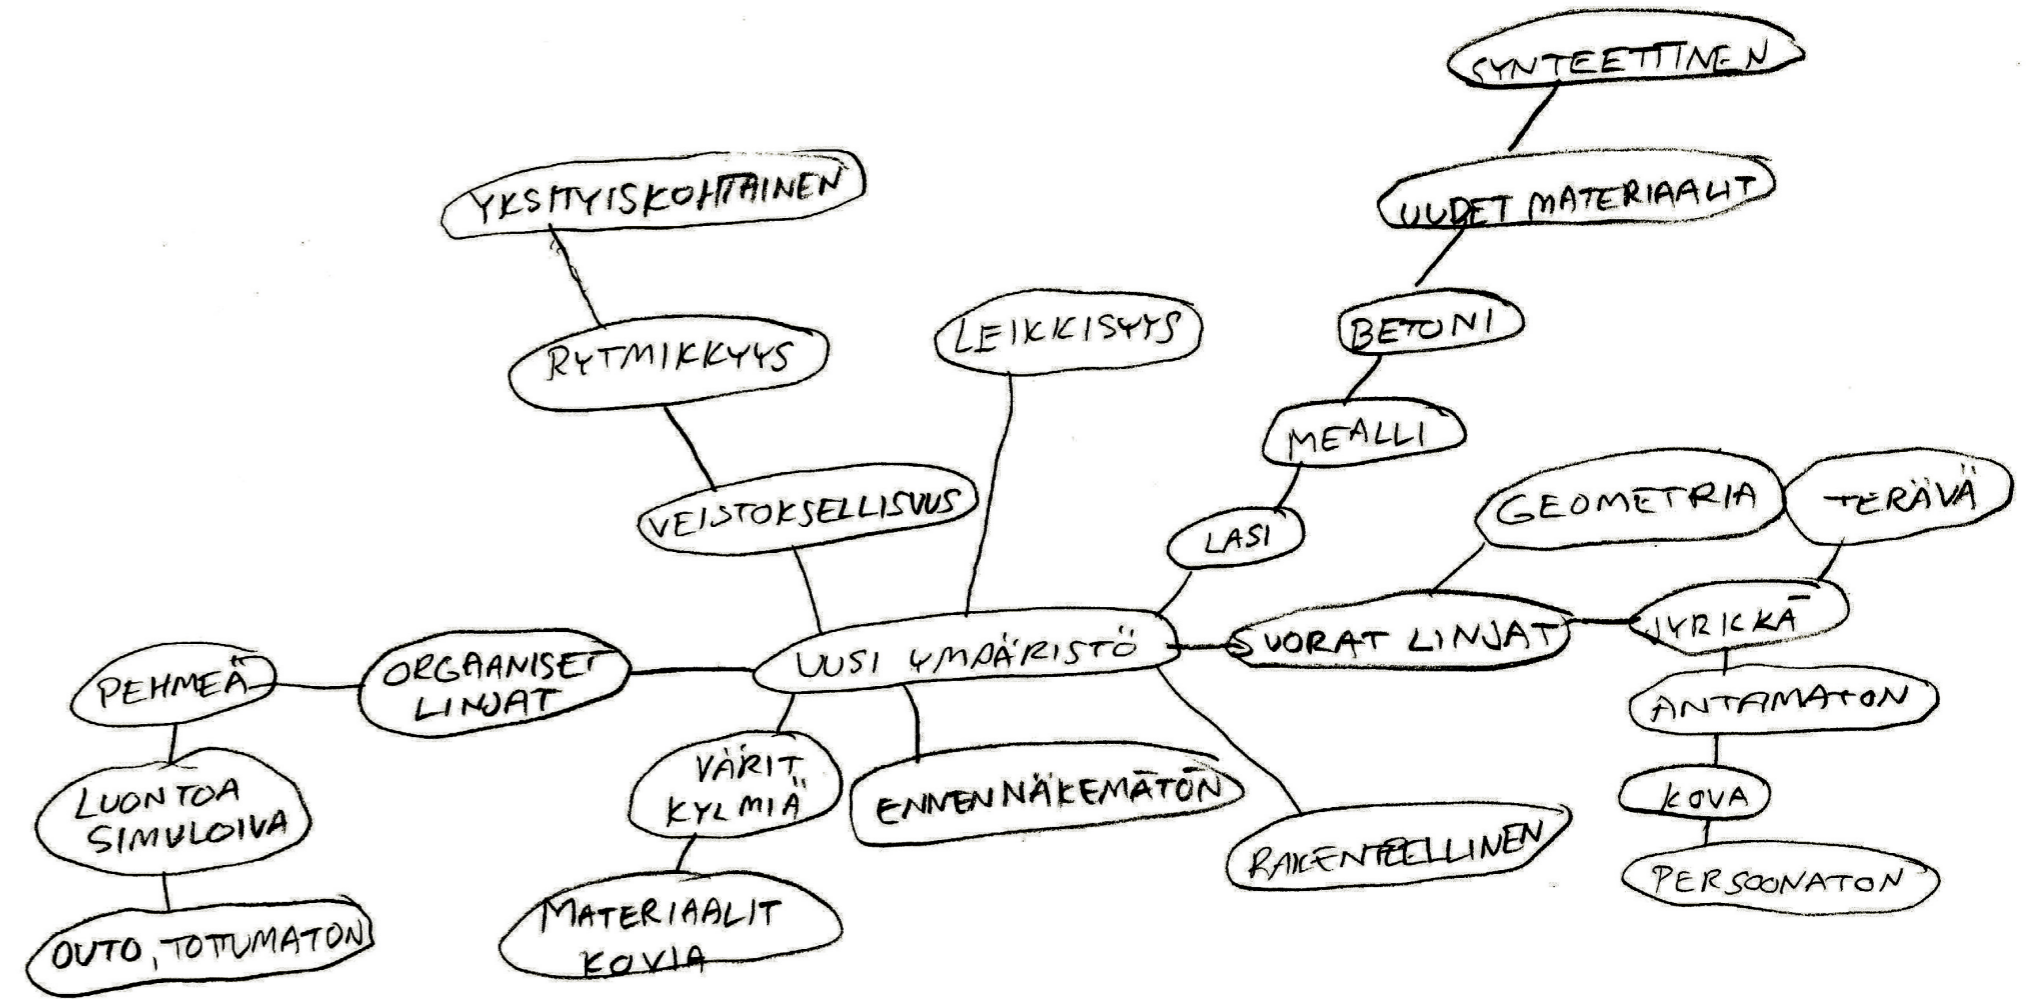 SYNTEETTINEN
YKSITYISKOHTAINEN
UUDET MATERIAALIT
RYTMIKKYYS
LEIKKISYYS
BETONI
MEALLI
VEISTOKSELLISUUS
LASI
GEOMETRIA
TERÄVÄ
PEHMEÄ
ORGAANISET
LINJAT
UUSI YMPÄRISTÖ
SUORAT LINJAT
JYRKKÄ
ANTAMATON
LUONTOA
SIMULOIVA
VÄRIT
KYLMIÄ
ENNENNÄKEMÄTÖN
RAKENTEELLINEN
KOVA
PERSOONATON
OUTO, TOTTUMATON
MATERIAALIT
KOVIA